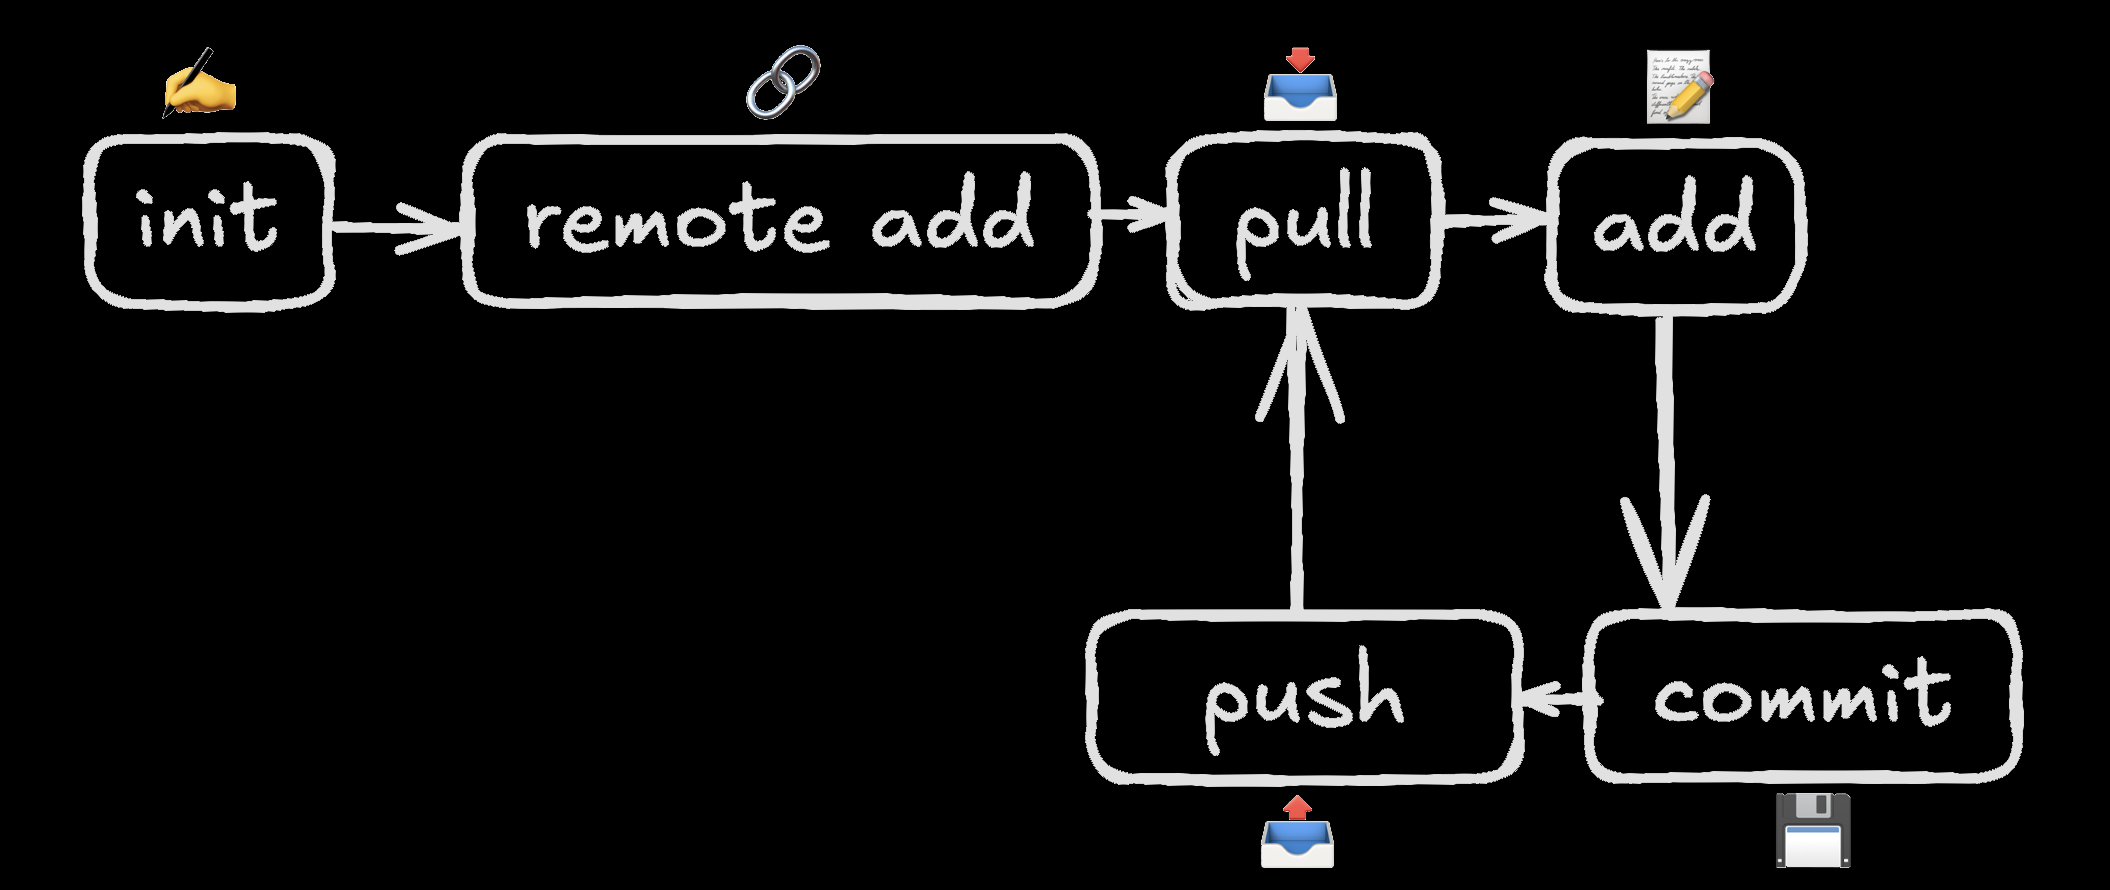 init
remote add
pull
add
push
commit